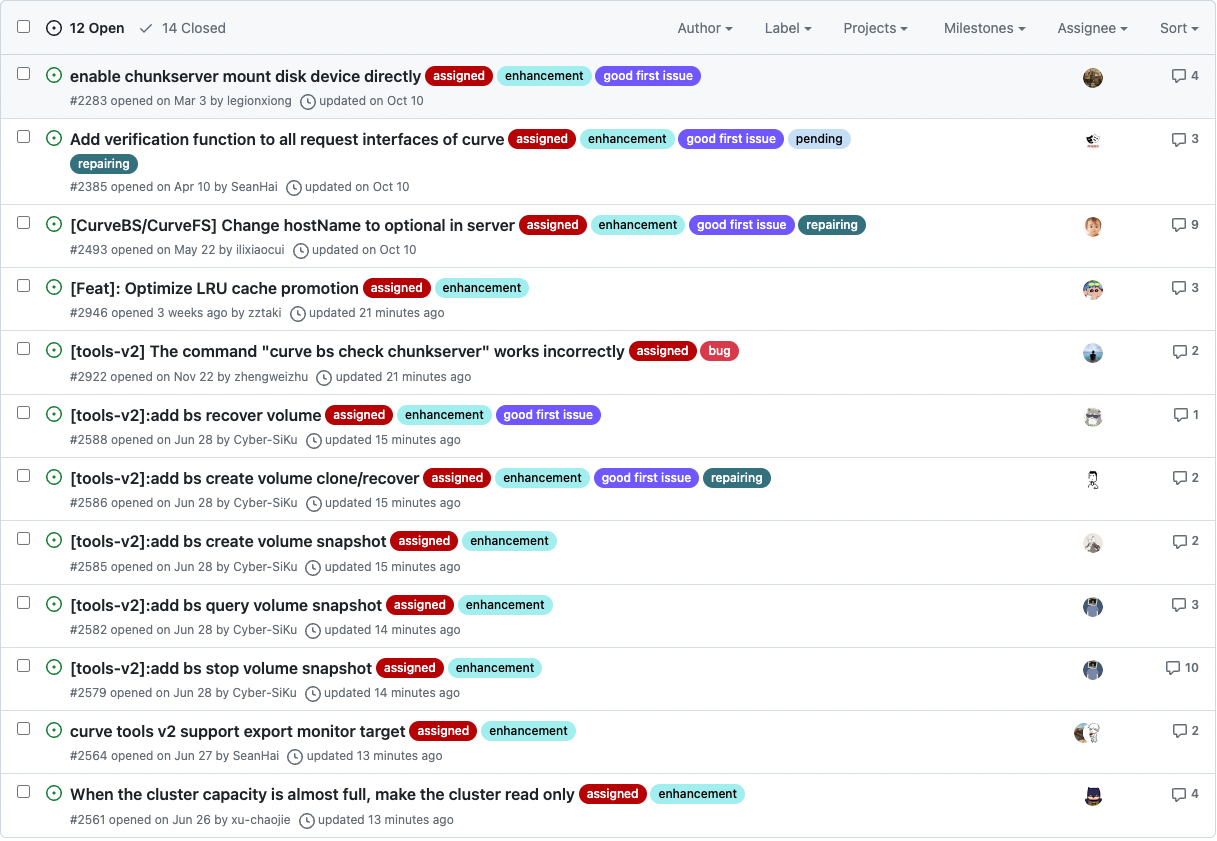 12 Open 14 Closed Author Label Projects Milestones Assignee Sort
enable chunkserver mount disk device directly assigned enhancement good first issue 4
#2283 opened on Mar 3 by legionxiong updated on Oct 10
Add verification function to all request interfaces of curve assigned enhancement good first issue pending 3
repairing
#2385 opened on Apr 10 by SeanHai updated on Oct 10
[CurveBS/CurveFS] Change hostName to optional in server assigned enhancement good first issue repairing 9
#2493 opened on May 22 by ilixiaocui updated on Oct 10
[Feat]: Optimize LRU cache promotion assigned enhancement 3
#2946 opened 3 weeks ago by zztaki updated 21 minutes ago
[tools-v2] The command "curve bs check chunkserver" works incorrectly assigned bug 2
#2922 opened on Nov 22 by zhengweizhu updated 21 minutes ago
[tools-v2]:add bs recover volume assigned enhancement good first issue 1
#2588 opened on Jun 28 by Cyber-SiKu updated 15 minutes ago
[tools-v2]:add bs create volume clone/recover assigned enhancement good first issue repairing 2
#2586 opened on Jun 28 by Cyber-SiKu updated 15 minutes ago
[tools-v2]:add bs create volume snapshot assigned enhancement 2
#2585 opened on Jun 28 by Cyber-SiKu updated 15 minutes ago
[tools-v2]:add bs query volume snapshot assigned enhancement 3
#2582 opened on Jun 28 by Cyber-SiKu updated 14 minutes ago
[tools-v2]:add bs stop volume snapshot assigned enhancement 10
#2579 opened on Jun 28 by Cyber-SiKu updated 14 minutes ago
curve tools v2 support export monitor target assigned enhancement 2
#2564 opened on Jun 27 by SeanHai updated 13 minutes ago
When the cluster capacity is almost full, make the cluster read only assigned enhancement 4
#2561 opened on Jun 26 by xu-chaojie updated 13 minutes ago